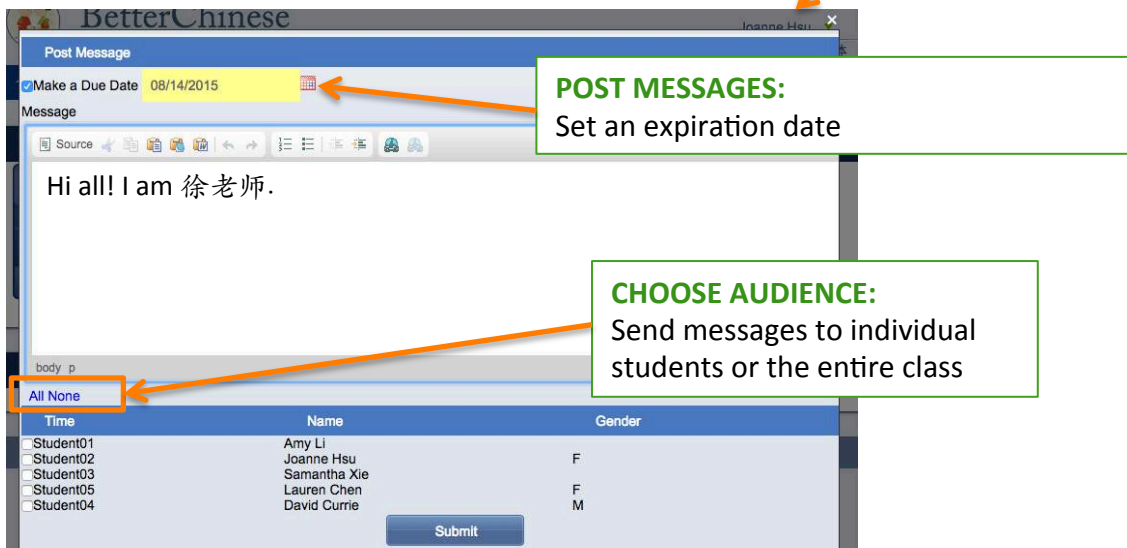 BetterChinese
Joanne Hsu
Post Message
体
Make a Due Date 08/14/2015
POST MESSAGES:
Set an expiration date
Message
Source
Hi all! I am 徐老师.
CHOOSE AUDIENCE:
Send messages to individual
students or the entire class
body p
All None
Time Name Gender
Student01 Amy Li
Student02 Joanne Hsu F
Student03 Samantha Xie
Student05 Lauren Chen F
Student04 David Currie M
Submit